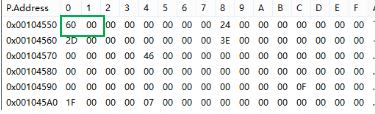 P.Address 0 1 2 3 4 5 6 7 8 9 A B C D E F
0x00104550 60 00 00 00 00 00 00 00 24 00 00 00 00 00 00 00
0x00104560 2D 00 00 00 00 00 00 00 3E 00 00 00 00 00 00 00
0x00104570 00 00 00 00 46 00 00 00 00 00 00 00 00 00 00 00
0x00104580 00 00 00 00 00 00 00 00 00 00 00 00 00 00 00 00
0x00104590 00 00 00 00 00 00 00 00 00 00 00 00 0F 00 00 00
0x001045A0 1F 00 00 00 07 00 00 00 00 00 00 00 00 00 00 00